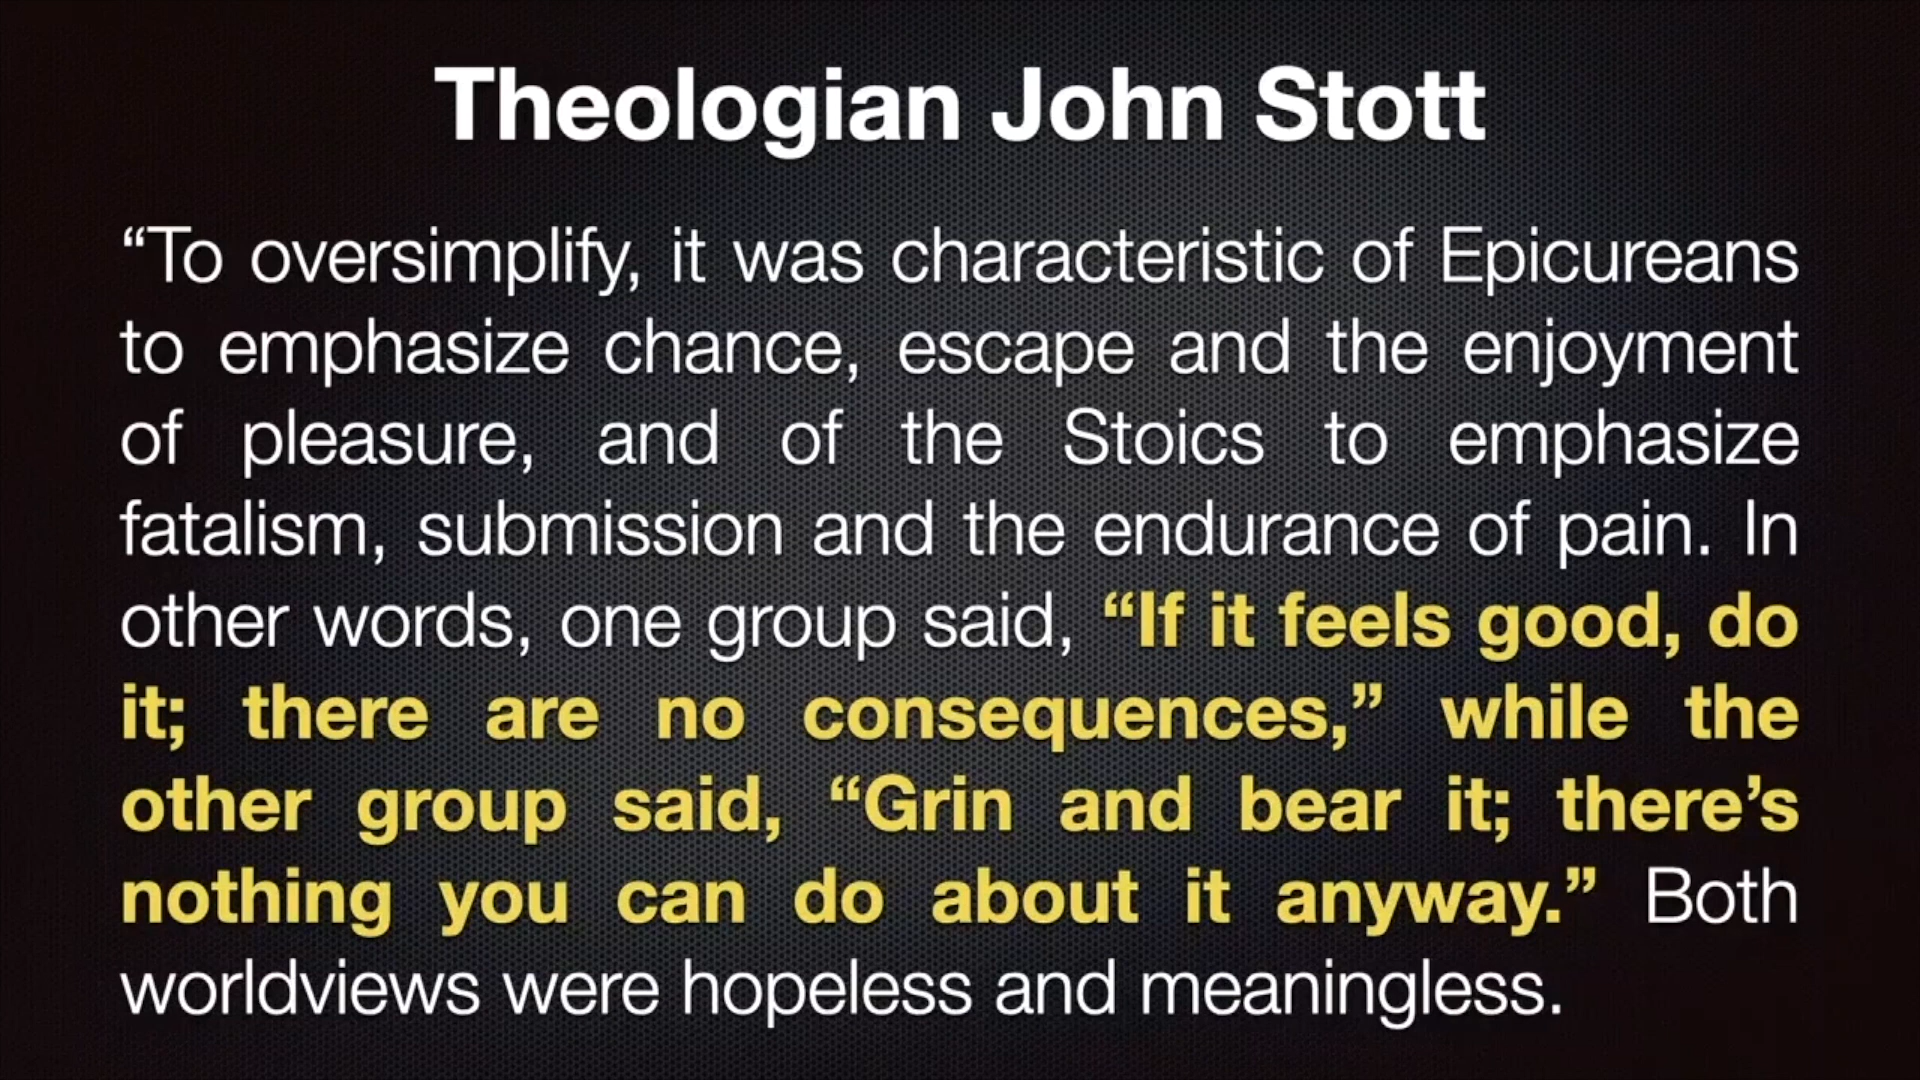 Theologian John Stott
“To oversimplify, it was characteristic of Epicureans
to emphasize chance, escape and the enjoyment
of pleasure, and of the Stoics to emphasize
fatalism, submission and the endurance of pain. In
other words, one group said, “If it feels good, do
it; there are no consequences,” while the
other group said, “Grin and bear it; there’s
nothing you can do about it anyway.” Both
worldviews were hopeless and meaningless.